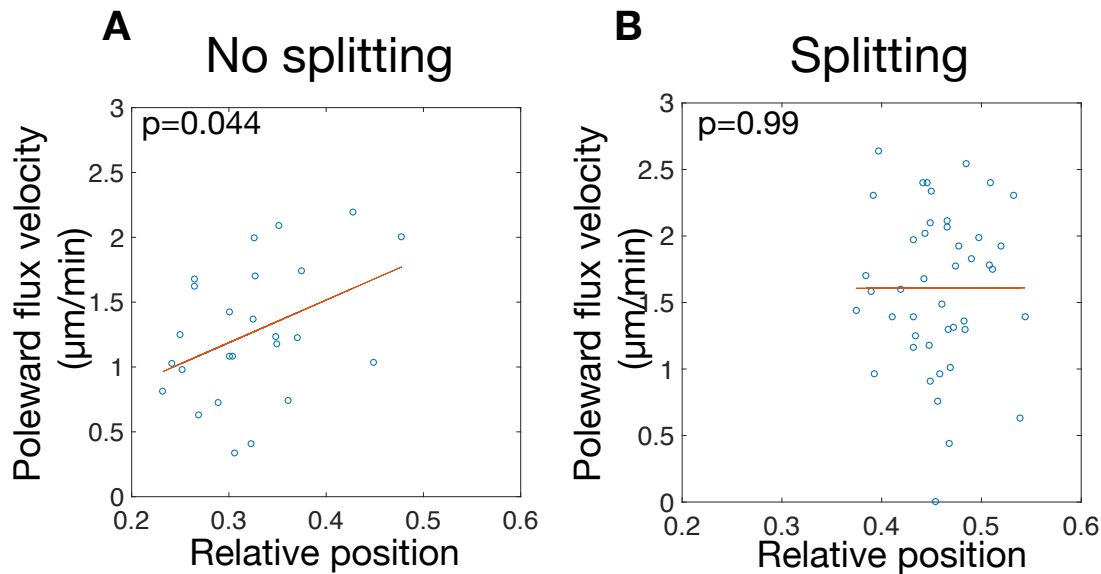 A
No splitting
p=0.044
Poleward flux velocity
(µm/min)
3
2.5
2
1.5
1
0.5
0
0.2
0.3
0.4
0.5
0.6
Relative position
B
Splitting
p=0.99
Poleward flux velocity
(µm/min)
3
2.5
2
1.5
1
0.5
0
0.2
0.3
0.4
0.5
0.6
Relative position